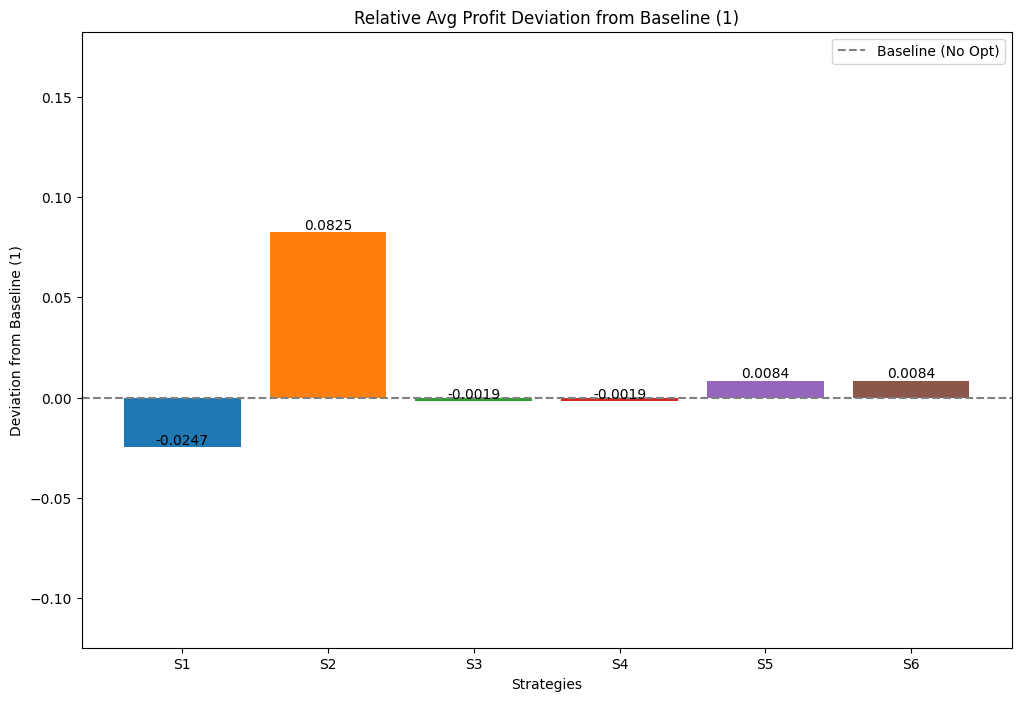 Relative Avg Profit Deviation from Baseline (1)
Baseline (No Opt)
Deviation from Baseline (1)
0.15
0.10
0.05
0.00
−0.05
−0.10
-0.0247
0.0825
-0.0019
-0.0019
0.0084
0.0084
S1
S2
S3
S4
S5
S6
Strategies